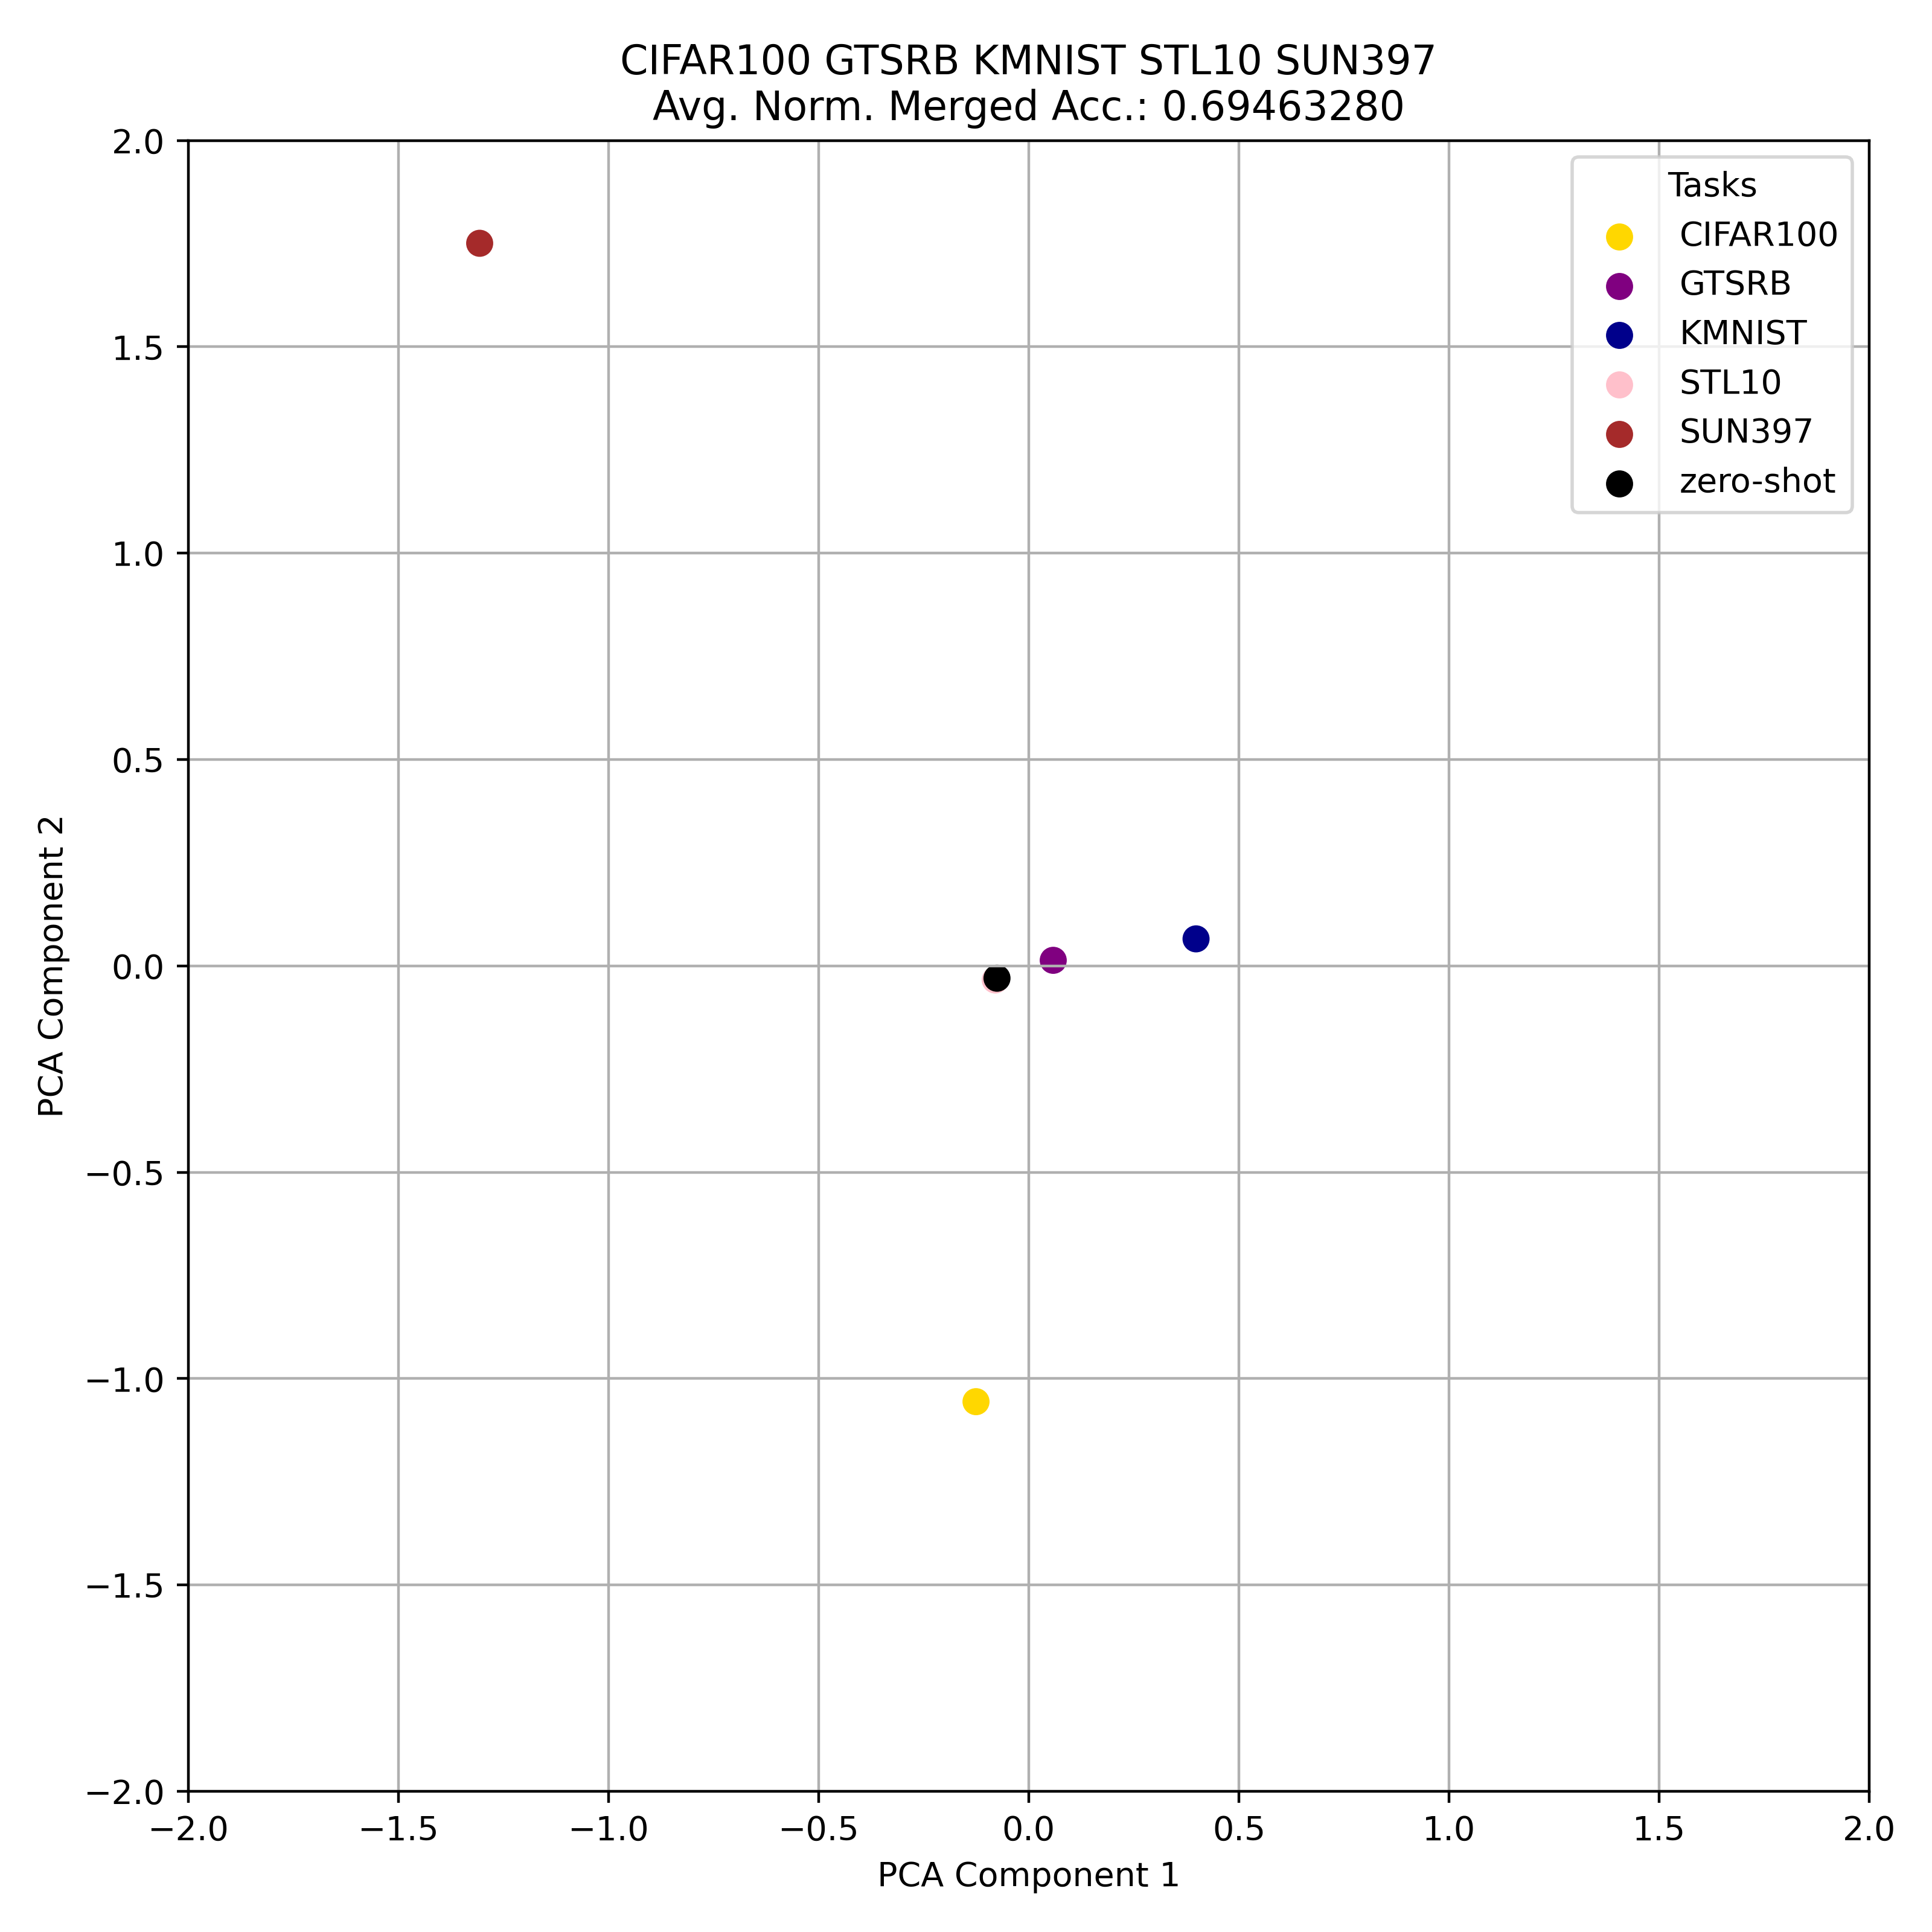 CIFAR100 GTSRB KMNIST STL10 SUN397
Avg. Norm. Merged Acc.: 0.69463280
2.0
1.5
1.0
0.5
0.0
−0.5
−1.0
−1.5
−2.0
PCA Component 2
Tasks
CIFAR100
GTSRB
KMNIST
STL10
SUN397
zero-shot
−2.0 −1.5 −1.0 −0.5 0.0 0.5 1.0 1.5 2.0
PCA Component 1